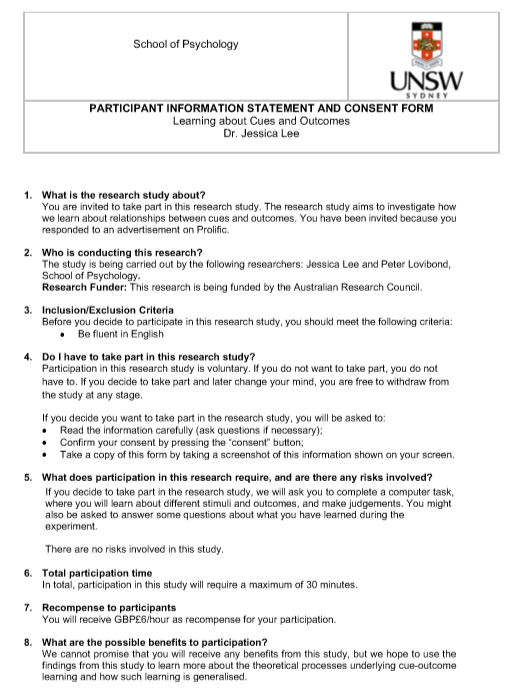 School of Psychology
UNSW
SYDNEY
PARTICIPANT INFORMATION STATEMENT AND CONSENT FORM
Learning about Cues and Outcomes
Dr. Jessica Lee
1. What is the research study about?
You are invited to take part in this research study. The research study aims to investigate how
we learn about relationships between cues and outcomes. You have been invited because you
responded to an advertisement on Prolific.
2. Who is conducting this research?
The study is being carried out by the following researchers: Jessica Lee and Peter Lovibond,
School of Psychology.
Research Funder: This research is being funded by the Australian Research Council.
3. Inclusion/Exclusion Criteria
Before you decide to participate in this research study, you should meet the following criteria:
• Be fluent in English
4. Do I have to take part in this research study?
Participation in this research study is voluntary. If you do not want to take part, you do not
have to. If you decide to take part and later change your mind, you are free to withdraw from
the study at any stage.
If you decide you want to take part in the research study, you will be asked to:
• Read the information carefully (ask questions if necessary);
• Confirm your consent by pressing the “consent” button;
• Take a copy of this form by taking a screenshot of this information shown on your screen.
5. What does participation in this research require, and are there any risks involved?
If you decide to take part in the research study, we will ask you to complete a computer task,
where you will learn about different stimuli and outcomes, and make judgements. You might
also be asked to answer some questions about what you have learned during the
experiment.
There are no risks involved in this study.
6. Total participation time
In total, participation in this study will require a maximum of 30 minutes.
7. Recompense to participants
You will receive GBP£6/hour as recompense for your participation.
8. What are the possible benefits to participation?
We cannot promise that you will receive any benefits from this study, but we hope to use the
findings from this study to learn more about the theoretical processes underlying cue-outcome
learning and how such learning is generalised.